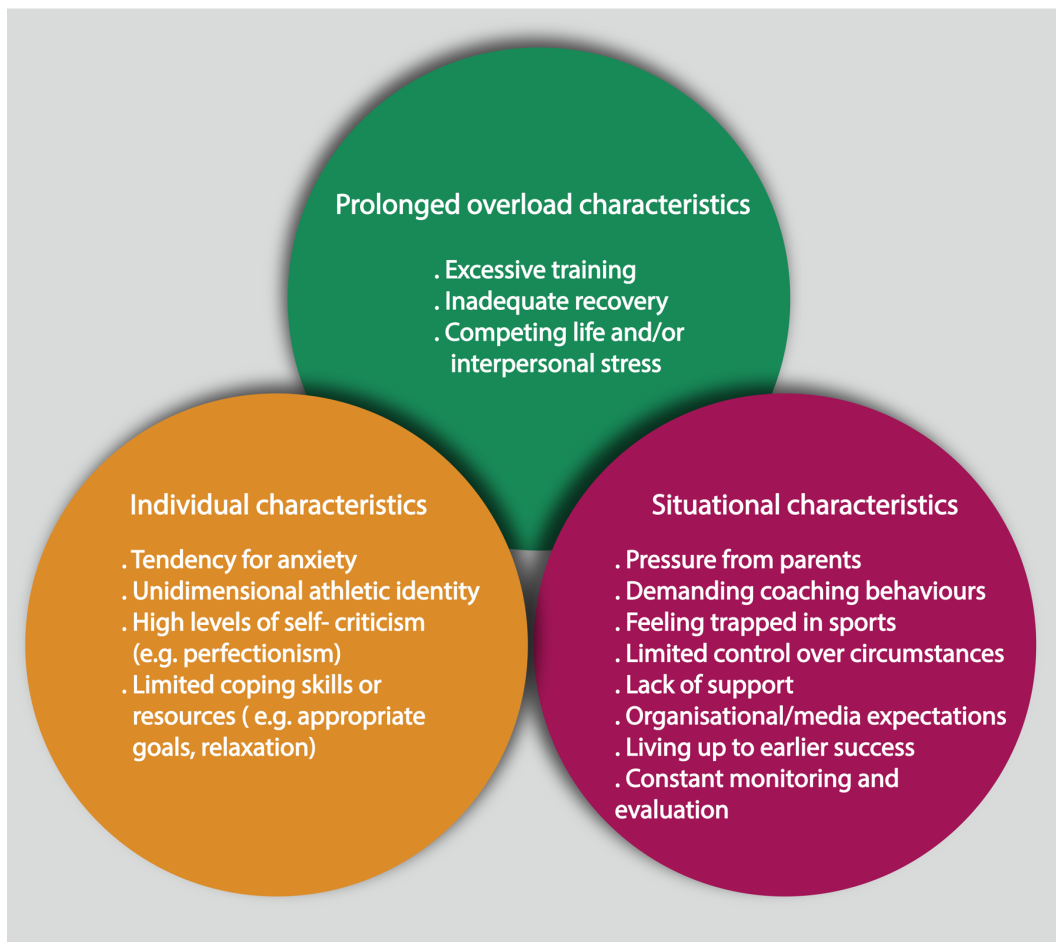 Prolonged overload characteristics
. Excessive training
. Inadequate recovery
. Competing life and/or
interpersonal stress
Individual characteristics
. Tendency for anxiety
. Unidimensional athletic identity
. High levels of self- criticism
(e.g. perfectionism)
. Limited coping skills or
resources ( e.g. appropriate
goals, relaxation)
Situational characteristics
. Pressure from parents
. Demanding coaching behaviours
. Feeling trapped in sports
. Limited control over circumstances
. Lack of support
. Organisational/media expectations
. Living up to earlier success
. Constant monitoring and
evaluation